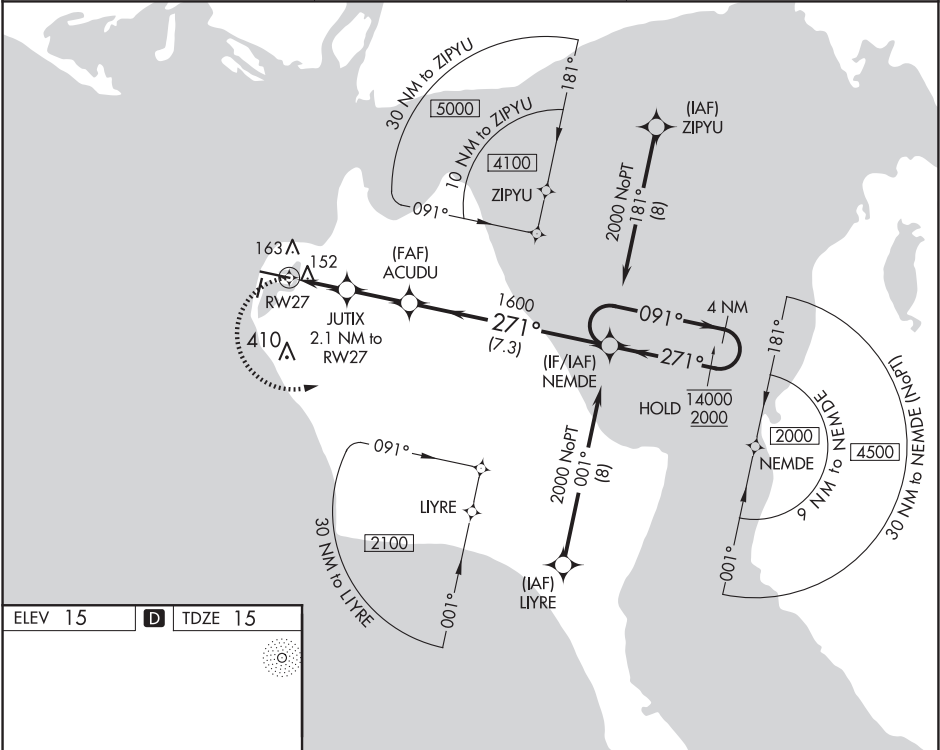 30 NM to ZIPYU
5000
10 NM to ZIPYU
4100
181°
ZIPYU
091°
(IAF)
ZIPYU
2000 NoPT
181°
(8)
163
152
RW27
(FAF)
ACUDU
JUTIX
2.1 NM to
RW27
410
1600
271°
(7.3)
091°
4 NM
271°
(IF/IAF)
NEMDE
HOLD
14000
2000
181°
2000
NEMDE
4500
9 NM to NEMDE
30 NM to NEMDE (NoPT)
001°
2000 NoPT
001°
(8)
091°
LIYRE
2100
30 NM to LIYRE
001°
(IAF)
LIYRE
ELEV 15
D
TDZE 15